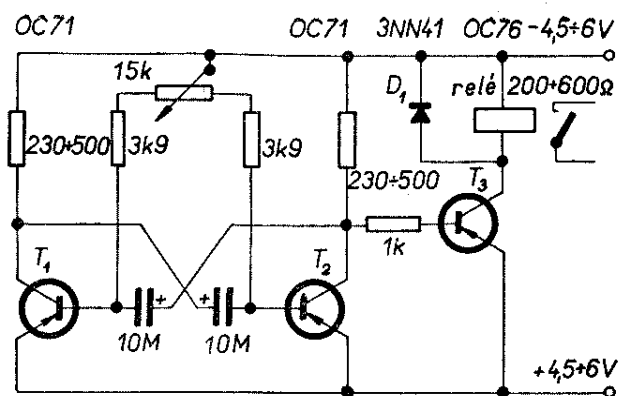 OC71 OC71 3NN41 OC76 -4,5÷6V
15k D1 relé 200÷600Ω
230÷500 3k9 3k9
230÷500
T3
1k
T1 T2
10M 10M
+4,5÷6V
+ +